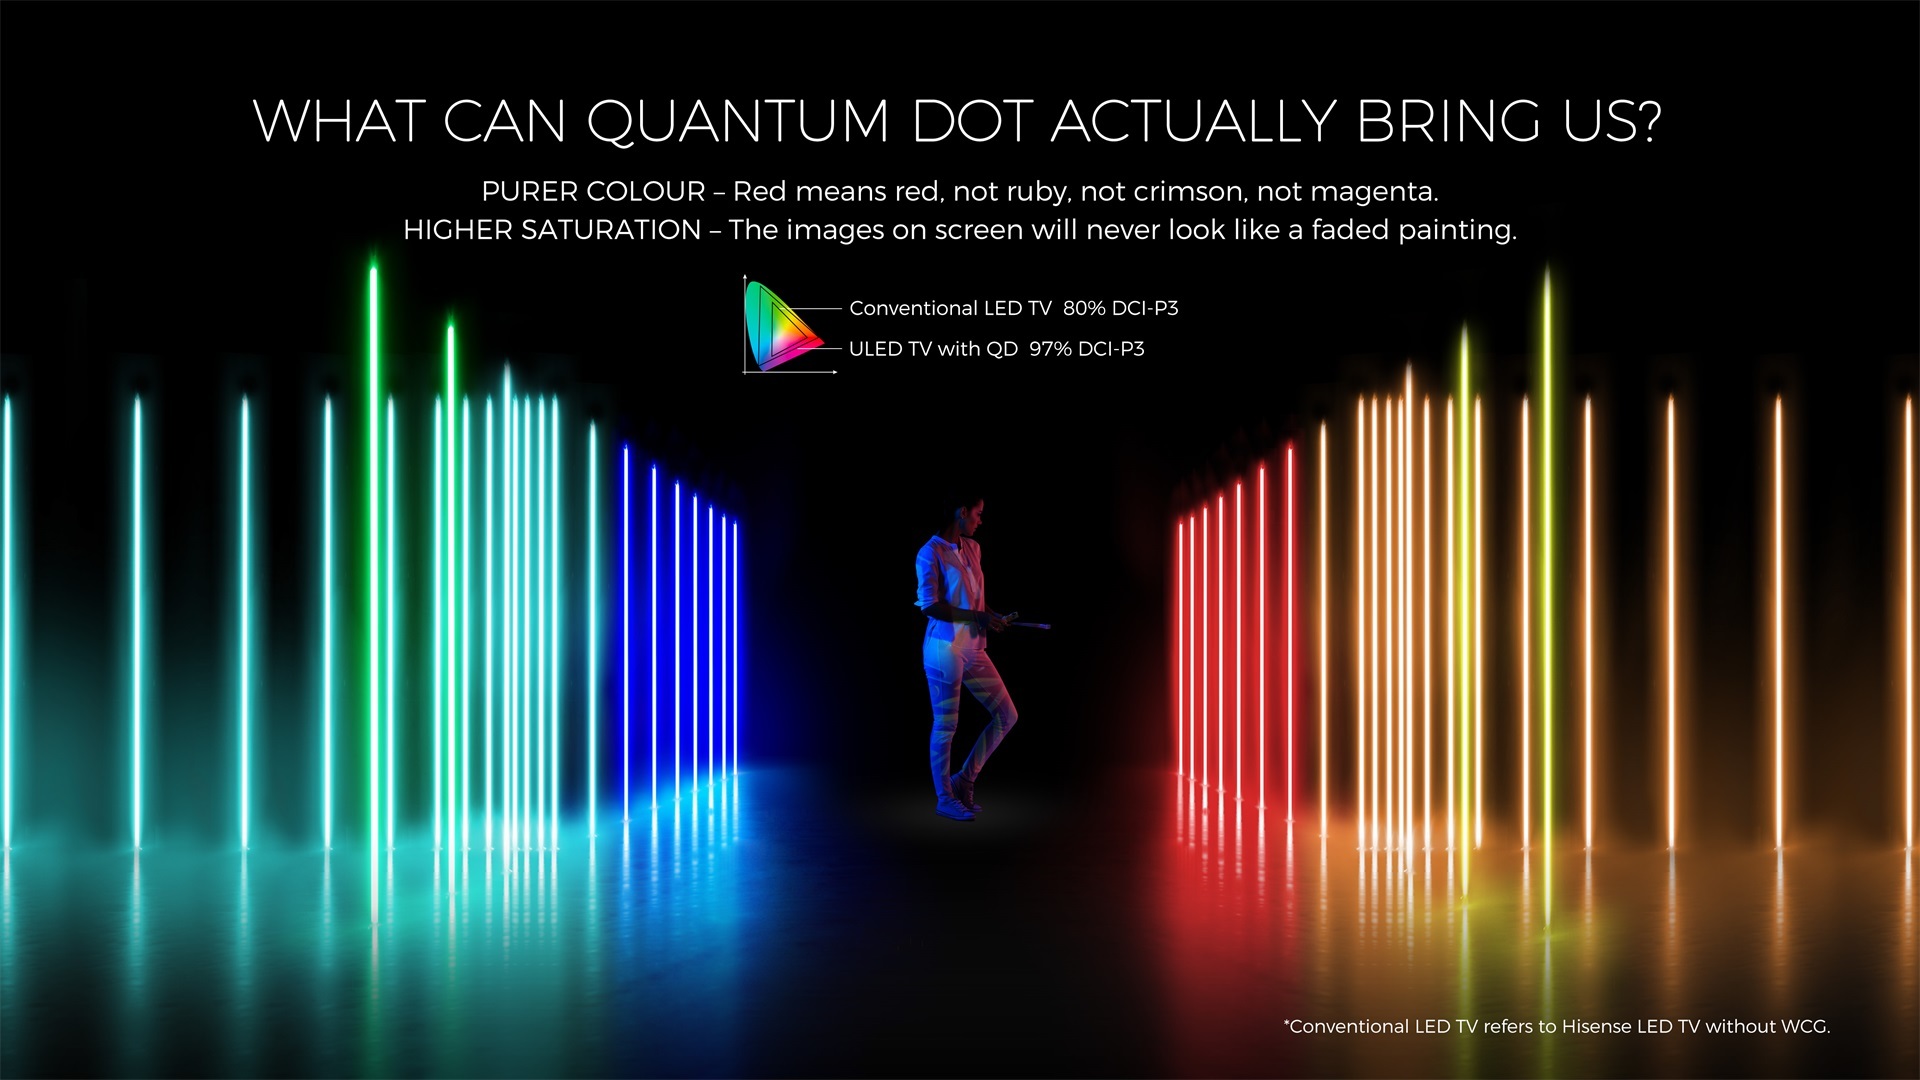 WHAT CAN QUANTUM DOT ACTUALLY BRING US?
PURER COLOUR – Red means red, not ruby, not crimson, not magenta.
HIGHER SATURATION – The images on screen will never look like a faded painting.
Conventional LED TV 80% DCI-P3
ULED TV with QD 97% DCI-P3
*Conventional LED TV refers to Hisense LED TV without WCG.